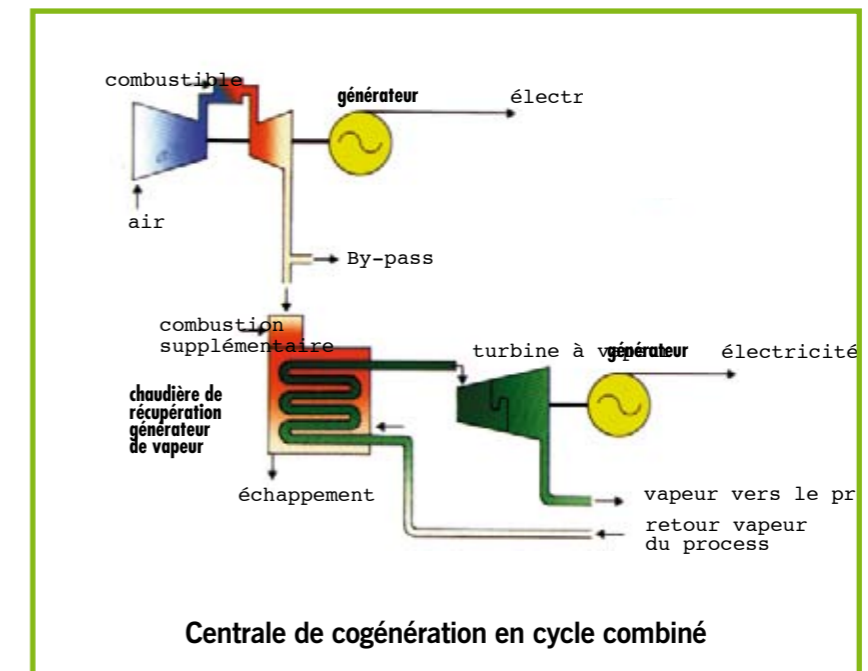 combustible
générateur
électr
air
By-pass
combustion
supplémentaire
turbine à vapeur
générateur
électricité
chaudière de
récupération
générateur
de vapeur
échappement
vapeur vers le pr
retour vapeur
du process
Centrale de cogénération en cycle combiné